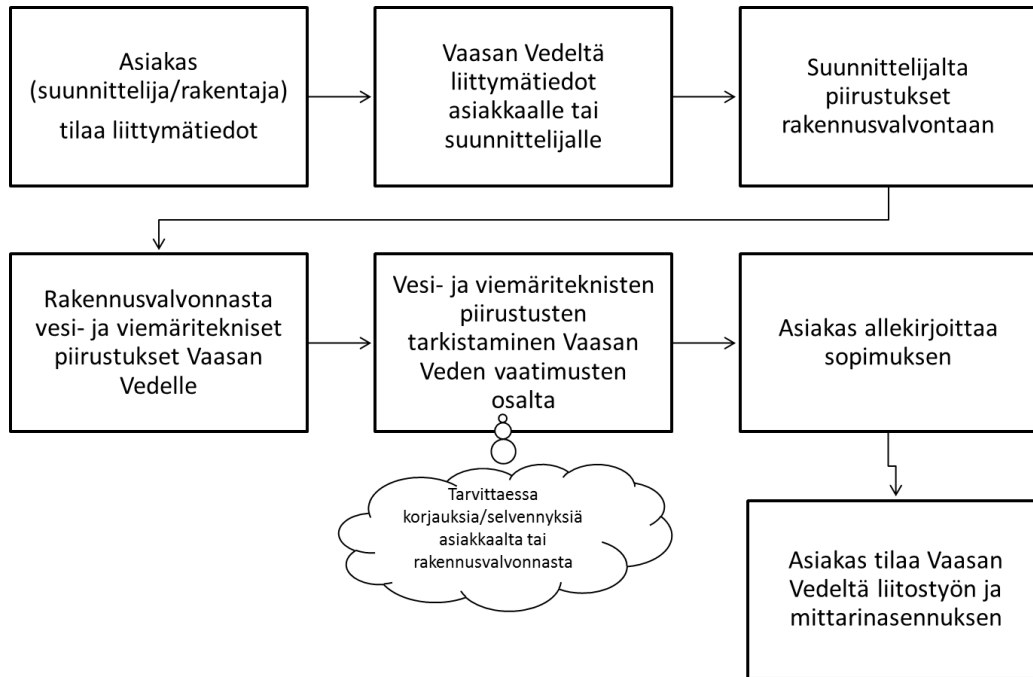 Asiakas
(suunnittelija/rakentaja)
tilaa liittymätiedot
Vaasan Vedeltä
liittymätiedot
asiakkaalle tai
suunnittelijalle
Suunnittelijalta
piirustukset
rakennusvalvontaan
Rakennusvalvonnasta
vesi- ja viemäritekniset
piirustukset Vaasan
Vedelle
Vesi- ja viemäriteknisten
piirustusten
tarkistaminen Vaasan
Veden vaatimusten
osalta
Asiakas allekirjoittaa
sopimuksen
Tarvittaessa
korjauksia/selvennyksiä
asiakkaalta tai
rakennusvalvonnasta
Asiakas tilaa Vaasan
Vedeltä liitostyön ja
mittarinasennuksen